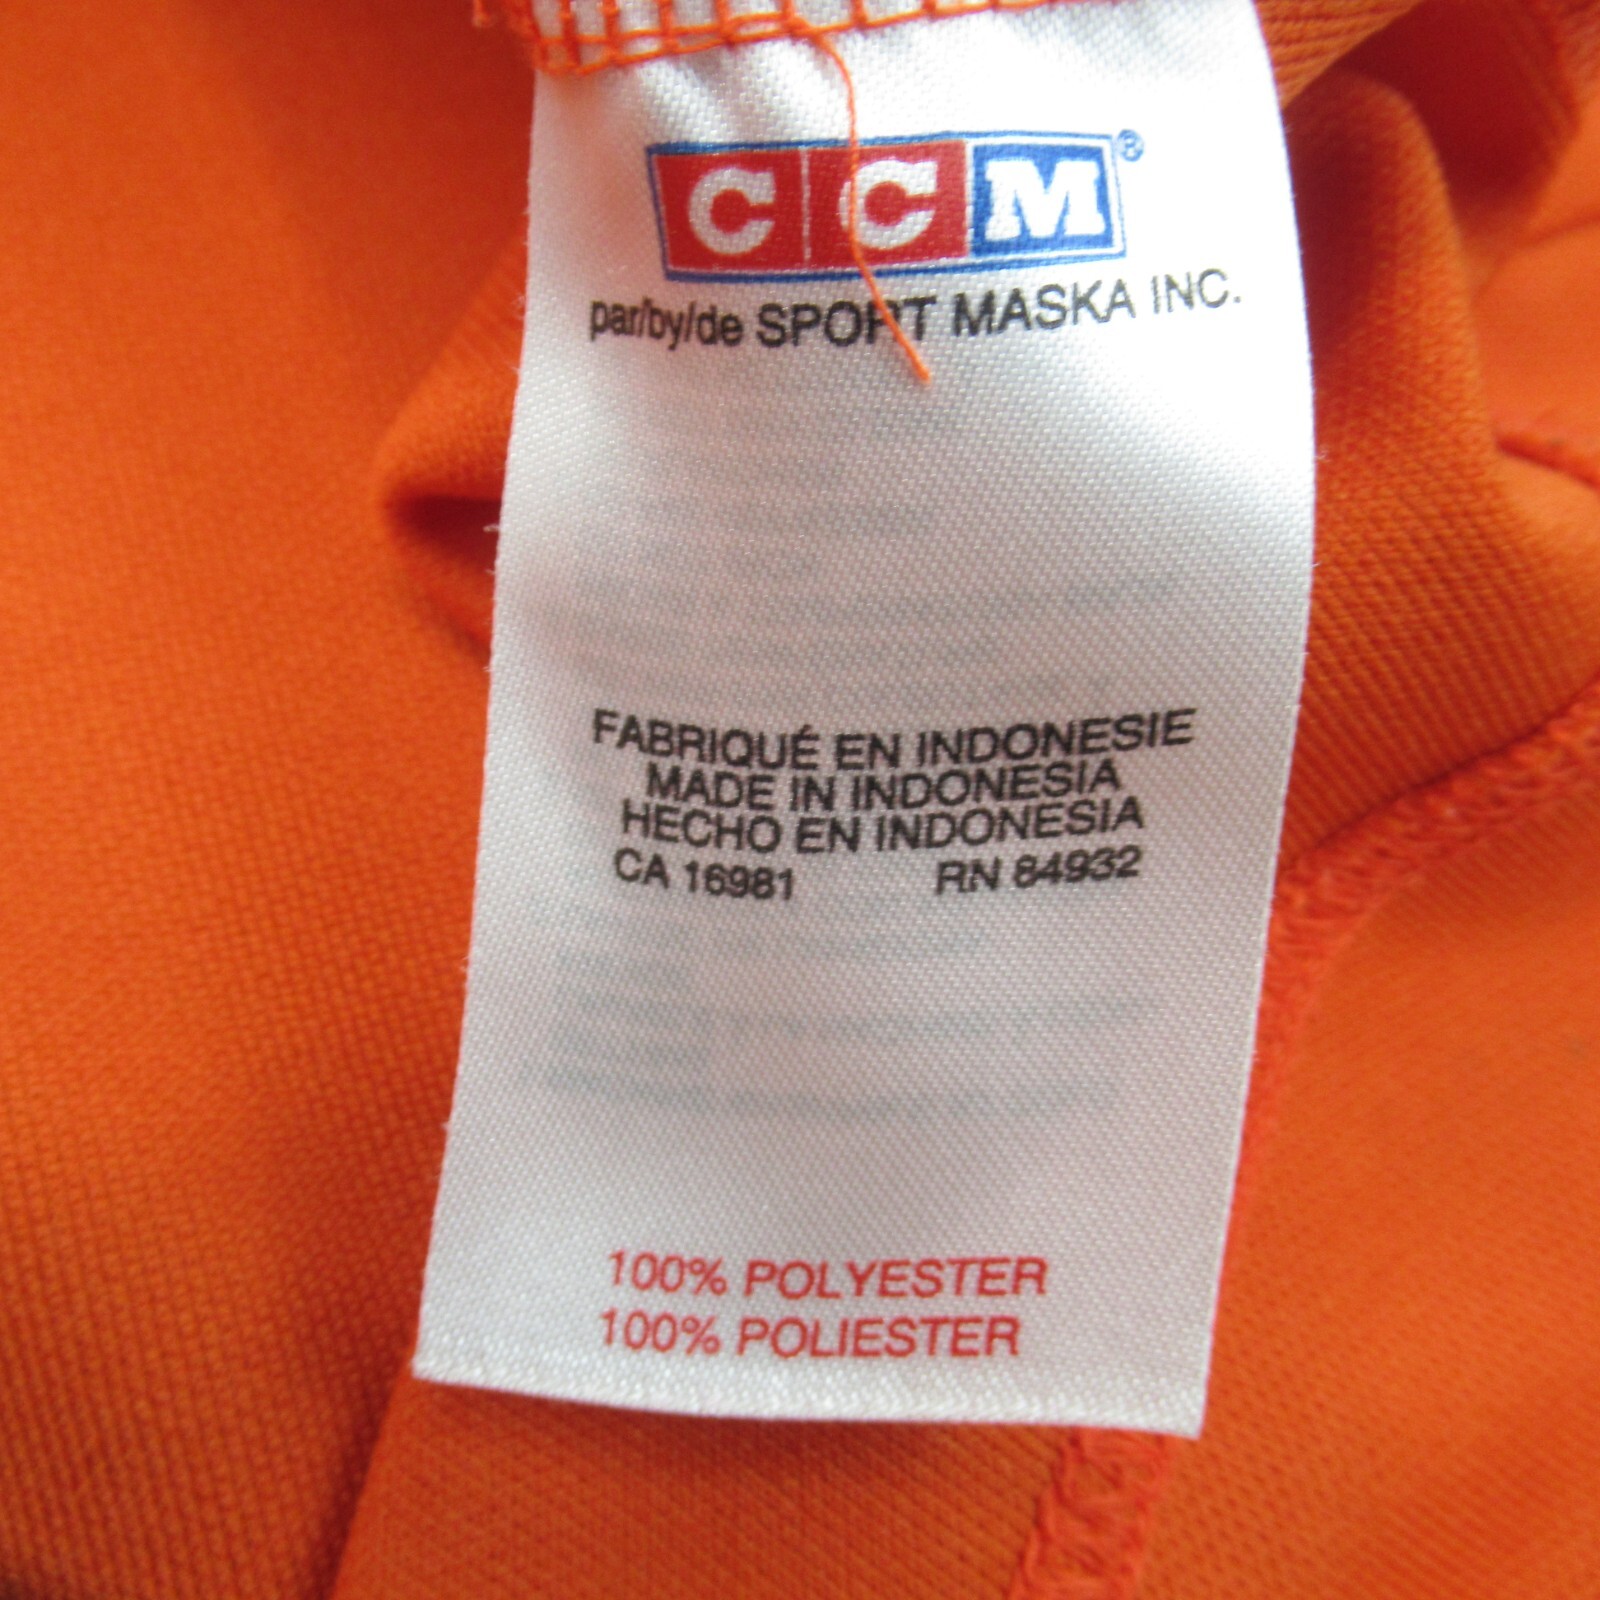 CCM®
par/by/de SPORT MASKA INC.
FABRIQUÉ EN INDONESIE
MADE IN INDONESIA
HECHO EN INDONESIA
CA 16981 RN 84932
100% POLYESTER
100% POLIESTER